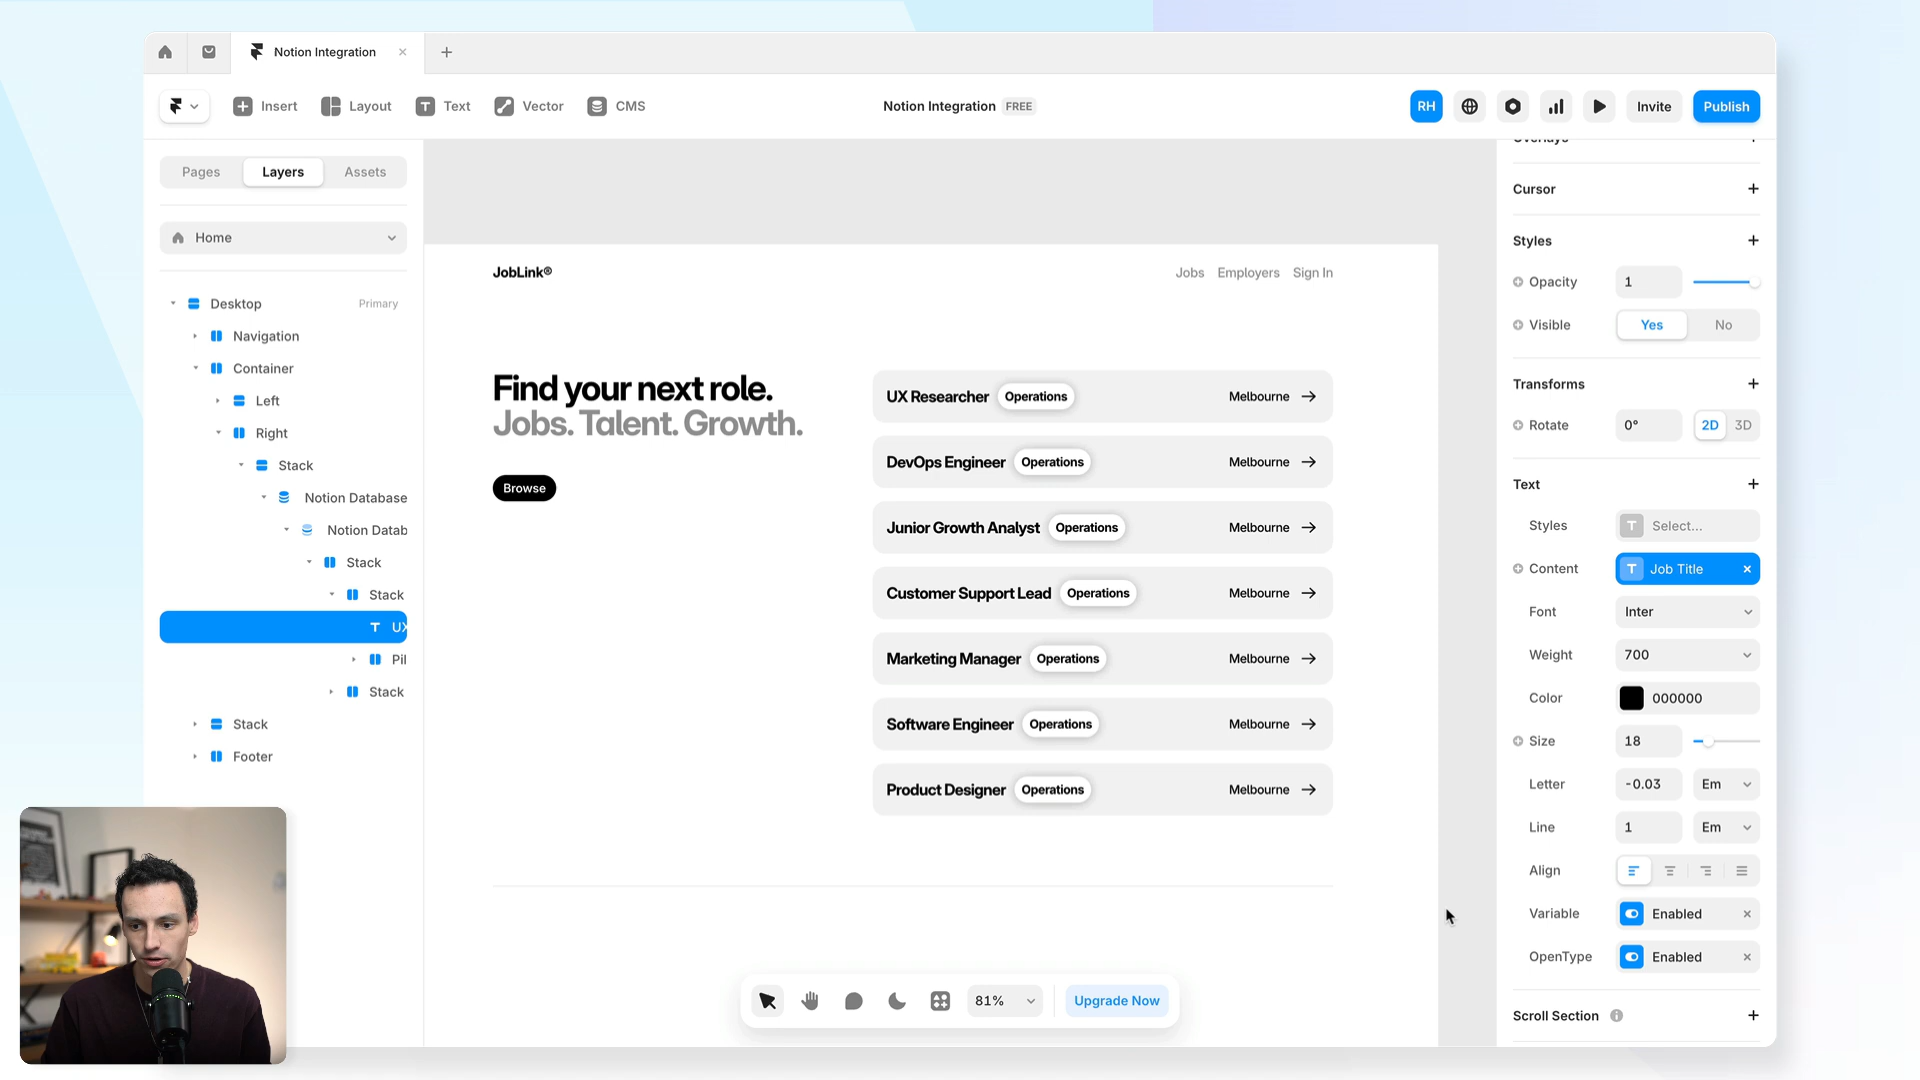 Notion Integration
Insert
Layout
Text
Vector
CMS
Notion Integration FREE
RH
Invite
Publish
Pages
Layers
Assets
Home
Desktop
Primary
Navigation
Container
Left
Right
Stack
Notion Database
Notion Datab
Stack
Stack
UX
Pil
Stack
Stack
Footer
JobLink®
Jobs
Employers
Sign In
Find your next role.
Jobs. Talent. Growth.
Browse
UX Researcher Operations Melbourne
DevOps Engineer Operations Melbourne
Junior Growth Analyst Operations Melbourne
Customer Support Lead Operations Melbourne
Marketing Manager Operations Melbourne
Software Engineer Operations Melbourne
Product Designer Operations Melbourne
81%
Upgrade Now
Overlays
Cursor
Styles
Opacity 1
Visible Yes No
Transforms
Rotate 0° 2D 3D
Text
Styles T Select...
Content T Job Title
Font Inter
Weight 700
Color 000000
Size 18
Letter -0.03 Em
Line 1 Em
Align
Variable Enabled
OpenType Enabled
Scroll Section